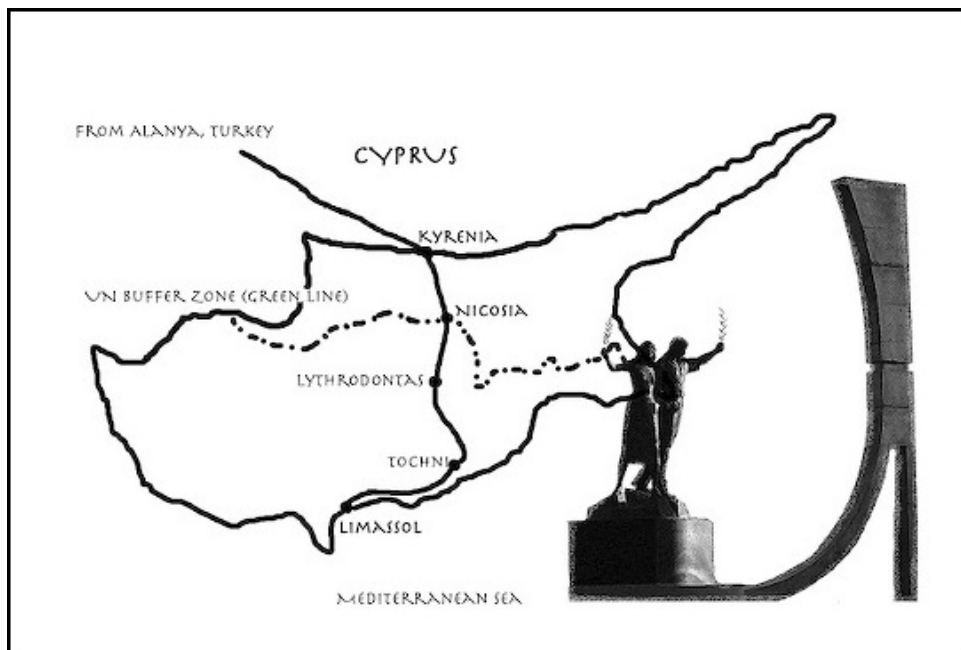 FROM ALANYA, TURKEY
CYPRUS
KYRENIA
UN BUFFER ZONE (GREEN LINE)
NICOSIA
LYTHRODONTAS
TOCHNI
LIMASSOL
MEDITERRANEAN SEA